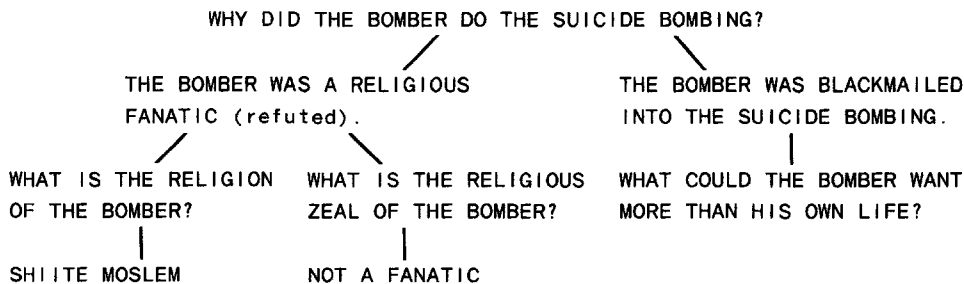 WHY DID THE BOMBER DO THE SUICIDE BOMBING?
THE BOMBER WAS A RELIGIOUS
FANATIC (refuted).
THE BOMBER WAS BLACKMAILED
INTO THE SUICIDE BOMBING.
WHAT IS THE RELIGION
OF THE BOMBER?
WHAT IS THE RELIGIOUS
ZEAL OF THE BOMBER?
WHAT COULD THE BOMBER WANT
MORE THAN HIS OWN LIFE?
SHIITE MOSLEM
NOT A FANATIC